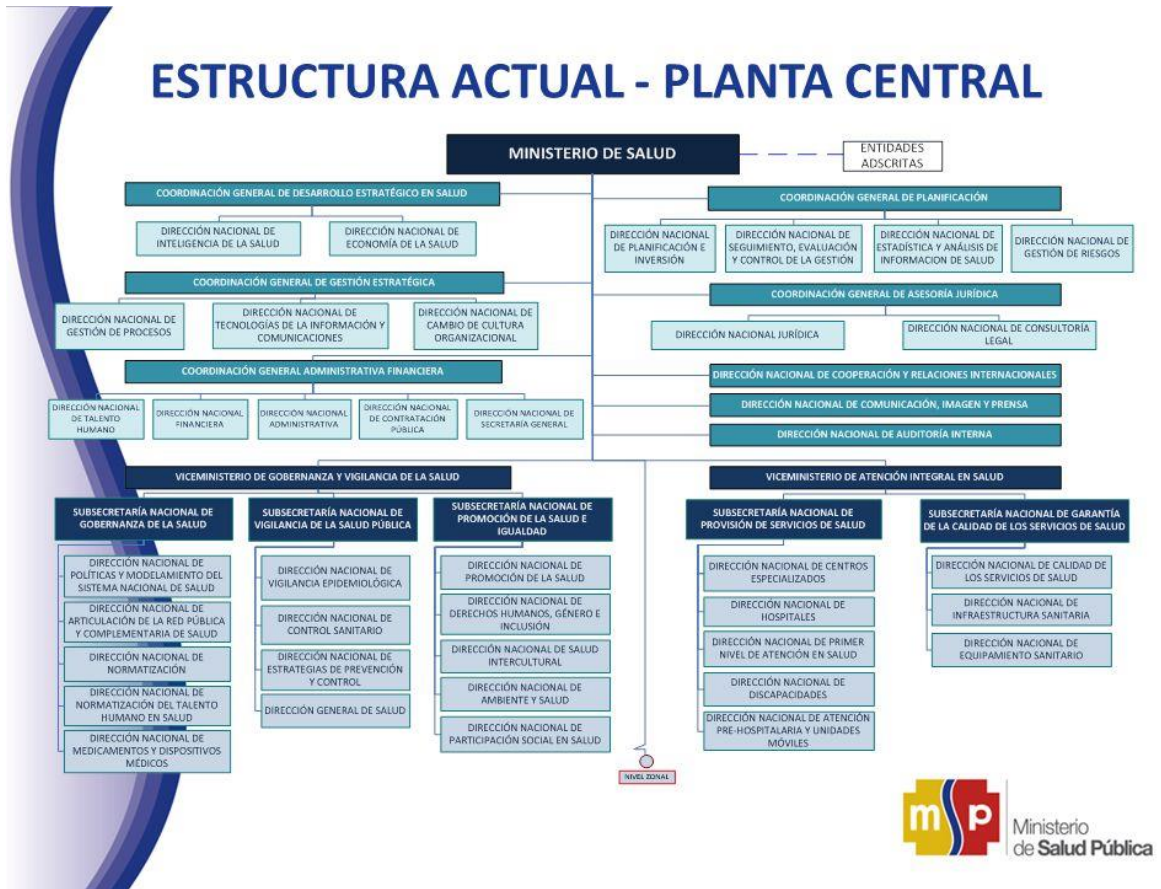 ESTRUCTURA ACTUAL - PLANTA CENTRAL
MINISTERIO DE SALUD
ENTIDADES
ADSCRITAS
COORDINACIÓN GENERAL DE DESARROLLO ESTRATÉGICO EN SALUD
DIRECCIÓN NACIONAL DE
INTELIGENCIA DE LA SALUD
DIRECCIÓN NACIONAL DE
ECONOMÍA DE LA SALUD
COORDINACIÓN GENERAL DE PLANIFICACIÓN
DIRECCIÓN NACIONAL
DE PLANIFICACIÓN E
INVERSIÓN
DIRECCIÓN NACIONAL DE
SEGUIMIENTO, EVALUACIÓN
Y CONTROL DE LA GESTIÓN
DIRECCIÓN NACIONAL DE
ESTADÍSTICA Y ANÁLISIS DE
INFORMACION DE SALUD
DIRECCIÓN NACIONAL DE
GESTIÓN DE RIESGOS
COORDINACIÓN GENERAL DE GESTIÓN ESTRATÉGICA
DIRECCIÓN NACIONAL DE
GESTIÓN DE PROCESOS
DIRECCIÓN NACIONAL DE
TECNOLOGÍAS DE LA INFORMACIÓN Y
COMUNICACIONES
DIRECCIÓN NACIONAL DE
CAMBIO DE CULTURA
ORGANIZACIONAL
COORDINACIÓN GENERAL DE ASESORÍA JURÍDICA
DIRECCIÓN NACIONAL JURÍDICA
DIRECCIÓN NACIONAL DE CONSULTORÍA
LEGAL
COORDINACIÓN GENERAL ADMINISTRATIVA FINANCIERA
DIRECCIÓN NACIONAL
DE TALENTO
HUMANO
DIRECCIÓN NACIONAL
FINANCIERA
DIRECCIÓN NACIONAL
ADMINISTRATIVA
DIRECCIÓN NACIONAL
DE CONTRATACIÓN
PÚBLICA
DIRECCIÓN NACIONAL DE
SECRETARÍA GENERAL
DIRECCIÓN NACIONAL DE COOPERACIÓN Y RELACIONES INTERNACIONALES
DIRECCIÓN NACIONAL DE COMUNICACIÓN, IMAGEN Y PRENSA
DIRECCIÓN NACIONAL DE AUDITORÍA INTERNA
VICEMINISTERIO DE GOBERNANZA Y VIGILANCIA DE LA SALUD
SUBSECRETARÍA NACIONAL DE
GOBERNANZA DE LA SALUD
DIRECCIÓN NACIONAL DE
POLÍTICAS Y MODELAMIENTO DEL
SISTEMA NACIONAL DE SALUD
DIRECCIÓN NACIONAL DE
ARTICULACIÓN DE LA RED PÚBLICA
Y COMPLEMENTARIA DE SALUD
DIRECCIÓN NACIONAL DE
NORMATIZACIÓN
DIRECCIÓN NACIONAL DE
NORMATIZACIÓN DEL TALENTO
HUMANO EN SALUD
DIRECCIÓN NACIONAL DE
MEDICAMENTOS Y DISPOSITIVOS
MÉDICOS
SUBSECRETARÍA NACIONAL DE
VIGILANCIA DE LA SALUD PÚBLICA
DIRECCIÓN NACIONAL DE
VIGILANCIA EPIDEMIOLÓGICA
DIRECCIÓN NACIONAL DE
CONTROL SANITARIO
DIRECCIÓN NACIONAL DE
ESTRATEGIAS DE PREVENCIÓN
Y CONTROL
DIRECCIÓN GENERAL DE SALUD
SUBSECRETARÍA NACIONAL DE
PROMOCIÓN DE LA SALUD E
IGUALDAD
DIRECCIÓN NACIONAL DE
PROMOCIÓN DE LA SALUD
DIRECCIÓN NACIONAL DE
DERECHOS HUMANOS, GÉNERO E
INCLUSIÓN
DIRECCIÓN NACIONAL DE SALUD
INTERCULTURAL
DIRECCIÓN NACIONAL DE
AMBIENTE Y SALUD
DIRECCIÓN NACIONAL DE
PARTICIPACIÓN SOCIAL EN SALUD
VICEMINISTERIO DE ATENCIÓN INTEGRAL EN SALUD
SUBSECRETARÍA NACIONAL DE
PROVISIÓN DE SERVICIOS DE SALUD
DIRECCIÓN NACIONAL DE CENTROS
ESPECIALIZADOS
DIRECCIÓN NACIONAL DE
HOSPITALES
DIRECCIÓN NACIONAL DE PRIMER
NIVEL DE ATENCIÓN EN SALUD
DIRECCIÓN NACIONAL DE
DISCAPACIDADES
DIRECCIÓN NACIONAL DE ATENCIÓN
PRE-HOSPITALARIA Y UNIDADES
MÓVILES
SUBSECRETARÍA NACIONAL DE GARANTÍA
DE LA CALIDAD DE LOS SERVICIOS DE SALUD
DIRECCIÓN NACIONAL DE CALIDAD DE
LOS SERVICIOS DE SALUD
DIRECCIÓN NACIONAL DE
INFRAESTRUCTURA SANITARIA
DIRECCIÓN NACIONAL DE
EQUIPAMIENTO SANITARIO
NIVEL ZONAL
msp
Ministerio
de Salud Pública